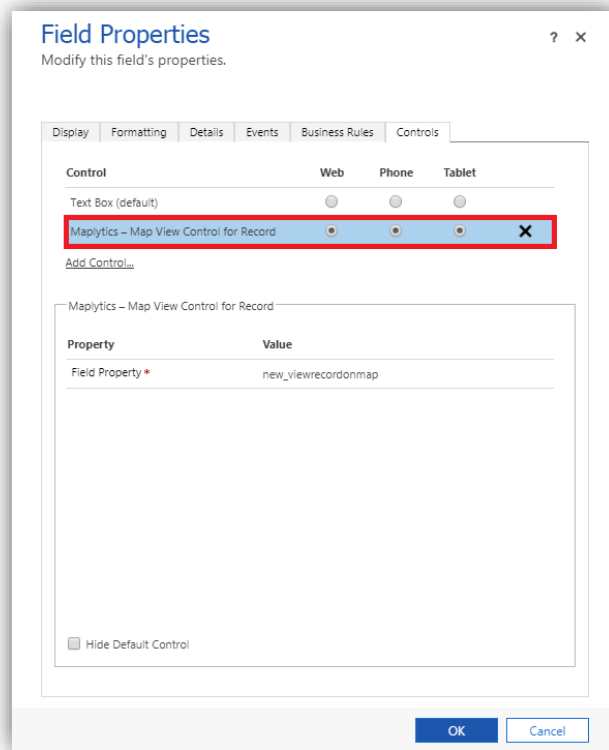 Field Properties
? ✕
Modify this field's properties.
Display Formatting Details Events Business Rules Controls
Control Web Phone Tablet
Text Box (default)
Maplytics – Map View Control for Record
Add Control...
Maplytics – Map View Control for Record
Property Value
Field Property * new_viewrecordonmap
Hide Default Control
OK Cancel